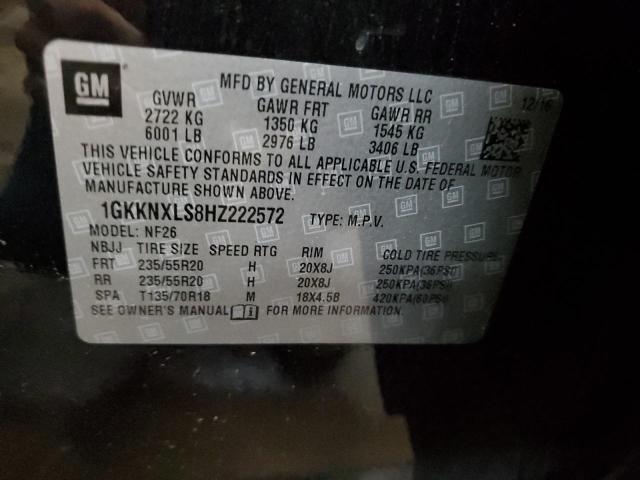 GM
MFD BY GENERAL MOTORS LLC
12/16
GVWR GAWR FRT GAWR RR
2722 KG 1350 KG 1545 KG
6001 LB 2976 LB 3406 LB
THIS VEHICLE CONFORMS TO ALL APPLICABLE U.S. FEDERAL MOTOR
VEHICLE SAFETY STANDARDS IN EFFECT ON THE DATE OF
MANUFACTURE SHOWN ABOVE.
1GKKNXLS8HZ222572 TYPE: M.P.V.
MODEL: NF26
NBJJ TIRE SIZE SPEED RTG RIM COLD TIRE PRESSURE
FRT 235/55R20 H 20X8J 250KPA(36PSI)
RR 235/55R20 H 20X8J 250KPA(36PSI)
SPA T135/70R18 M 18X4.5B 420KPA(60PSI)
SEE OWNER'S MANUAL FOR MORE INFORMATION.